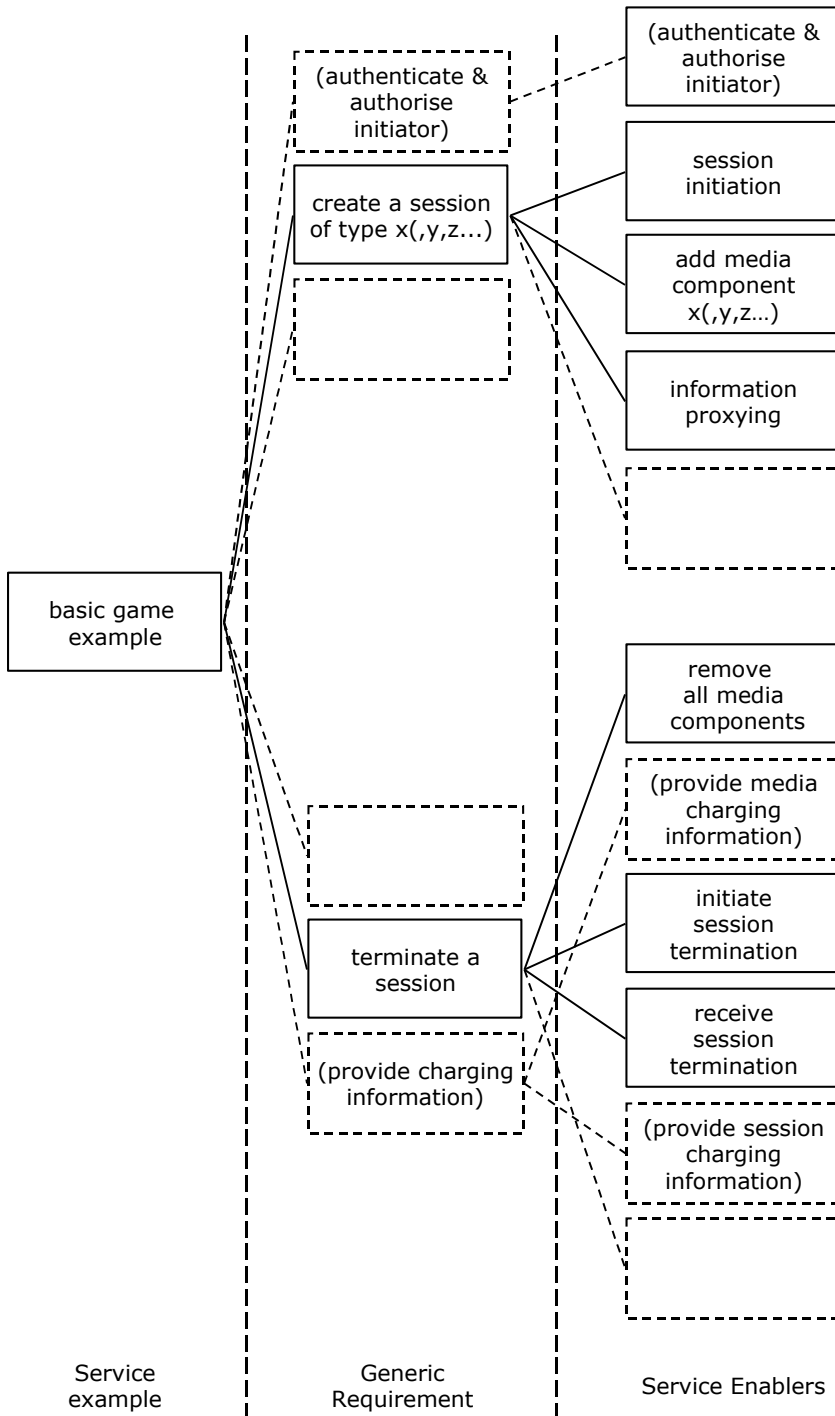 (authenticate &
authorise
initiator)
create a session
of type x(,y,z...)
(authenticate &
authorise
initiator)
session
initiation
add media
component
x(,y,z...)
information
proxying
basic game
example
terminate a
session
(provide charging
information)
remove
all media
components
(provide media
charging
information)
initiate
session
termination
receive
session
termination
(provide session
charging
information)
Service
example
Generic
Requirement
Service Enablers